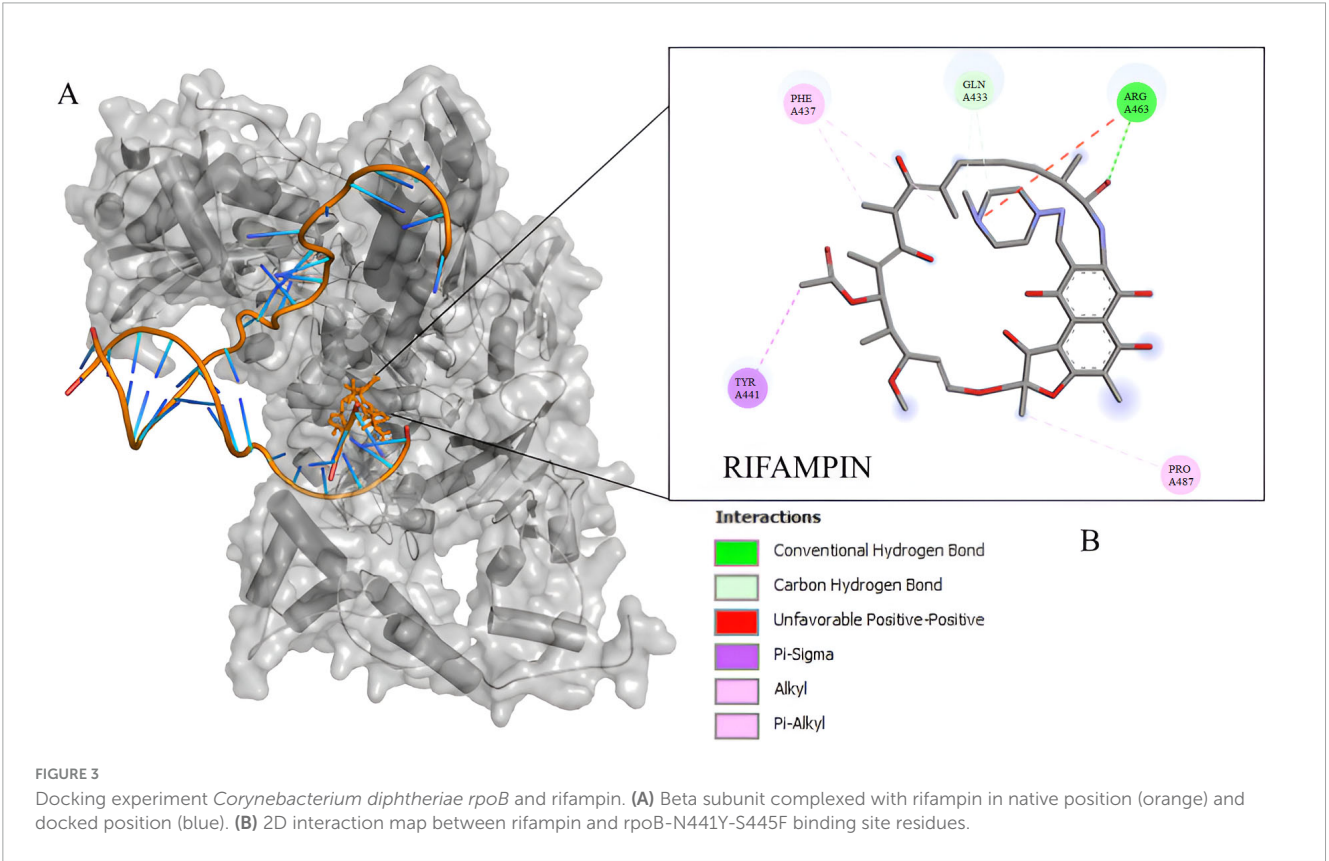 A
PHE
A437
GLN
A433
ARG
A463
TYR
A441
RIFAMPIN
PRO
A487
Interactions
B
Conventional Hydrogen Bond
Carbon Hydrogen Bond
Unfavorable Positive-Positive
Pi-Sigma
Alkyl
Pi-Alkyl
FIGURE 3
Docking experiment Corynebacterium diphtheriae rpoB and rifampin. (A) Beta subunit complexed with rifampin in native position (orange) and
docked position (blue). (B) 2D interaction map between rifampin and rpoB-N441Y-S445F binding site residues.